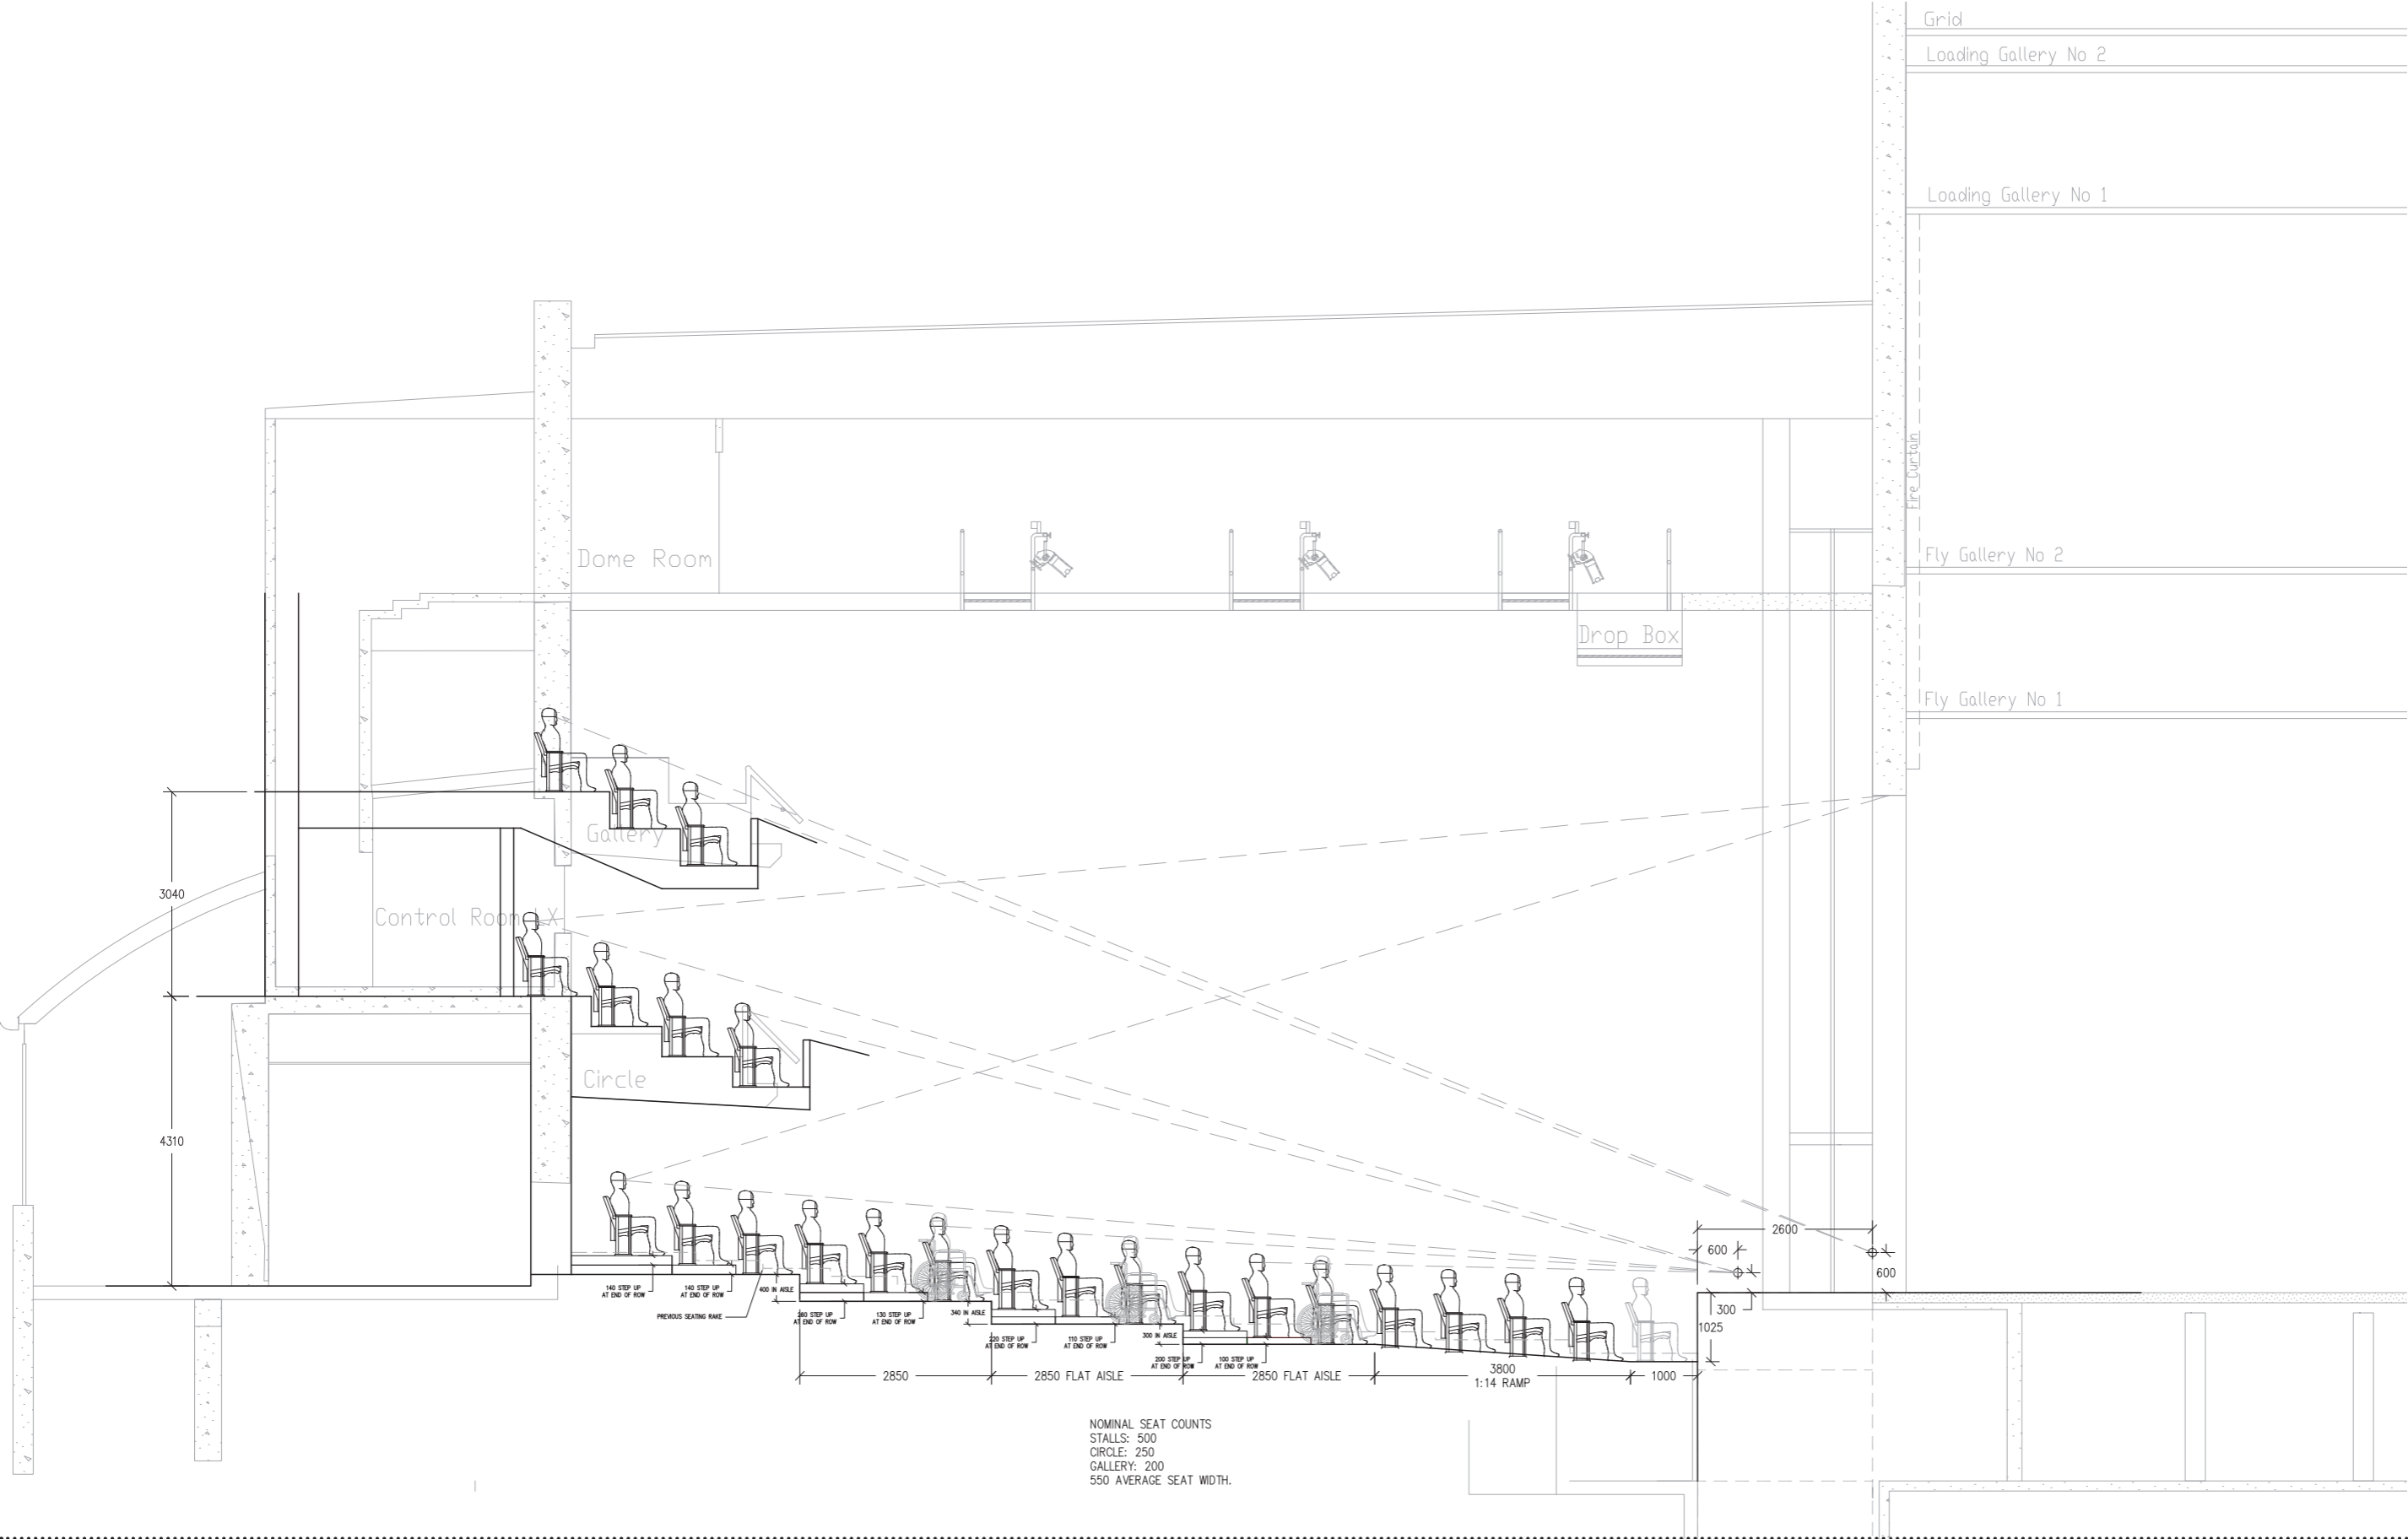 Grid
Loading Gallery No 2
Loading Gallery No 1
Fire Curtain
Dome Room
Fly Gallery No 2
Drop Box
Fly Gallery No 1
Gallery
3040
Control Room LX
Circle
4310
2600
600
600
300
1025
140 STEP UP
AT END OF ROW
140 STEP UP
AT END OF ROW
PREVIOUS SEATING RAKE
400 IN AISLE
260 STEP UP
AT END OF ROW
130 STEP UP
AT END OF ROW
340 IN AISLE
220 STEP UP
AT END OF ROW
110 STEP UP
AT END OF ROW
300 IN AISLE
200 STEP UP
AT END OF ROW
100 STEP UP
AT END OF ROW
2850
2850 FLAT AISLE
2850 FLAT AISLE
3800
1:14 RAMP
1000
NOMINAL SEAT COUNTS
STALLS: 500
CIRCLE: 250
GALLERY: 200
550 AVERAGE SEAT WIDTH.